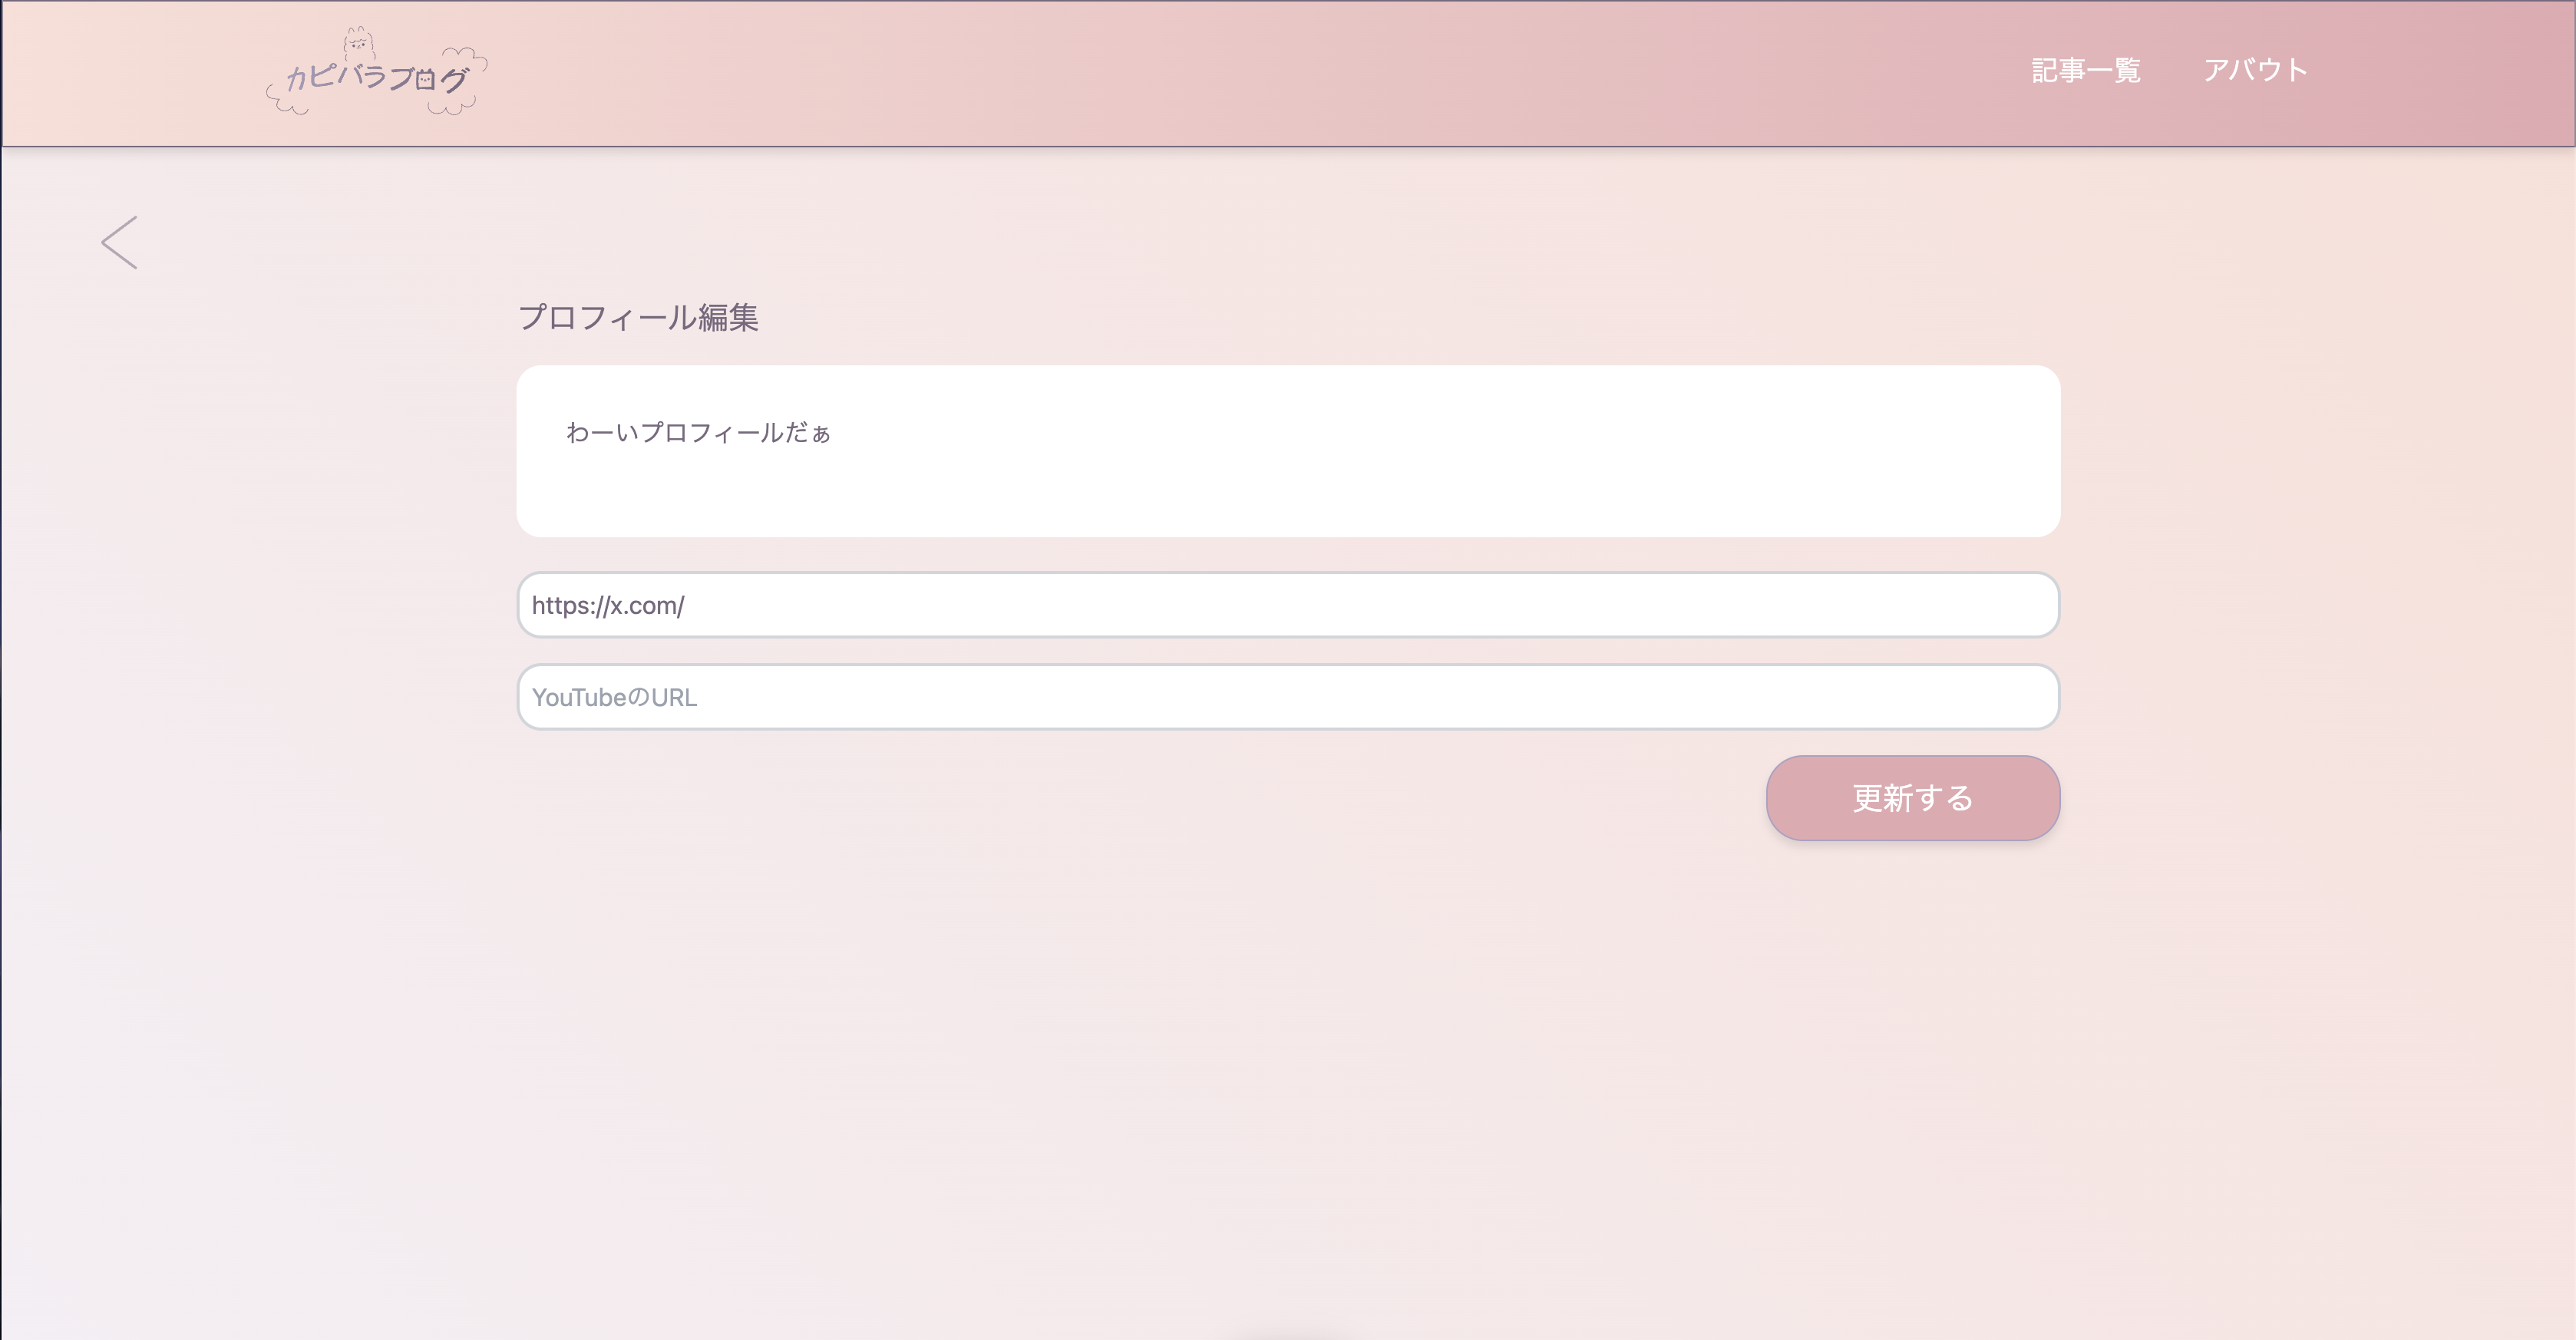 カピバラブログ
記事一覧
アバウト
プロフィール編集
わーいプロフィールだぁ
https://x.com/
YouTubeのURL
更新する